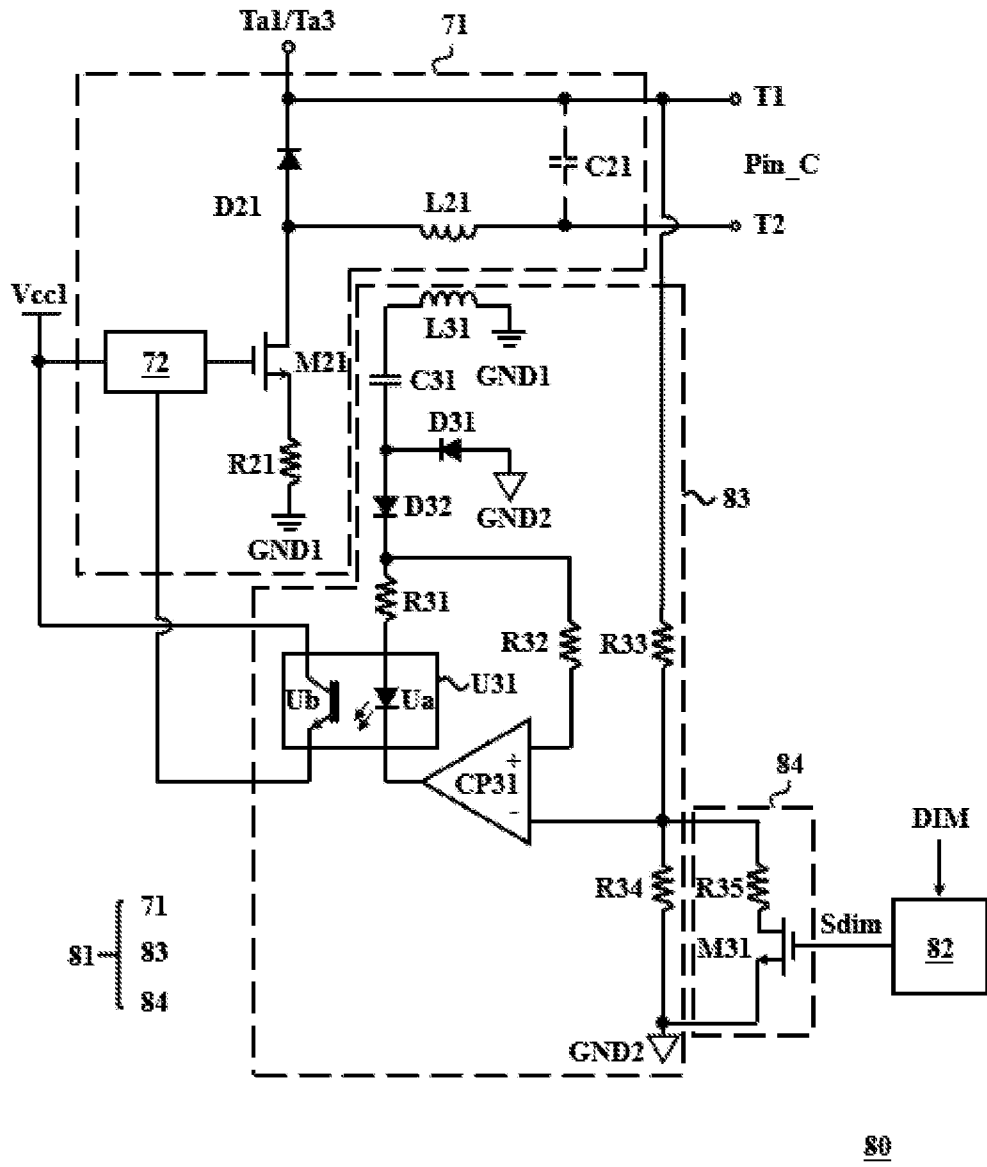 Ta1/Ta3
71
T1
C21
Pin_C
D21
L21
T2
Vcc1
L31
72
M21
GND1
C31
D31
R21
D32
GND2
83
GND1
R31
R32
R33
U31
Ub
Ua
+
CP31
84
-
DIM
R34
R35
Sdim
71
81
83
M31
82
84
GND2
80